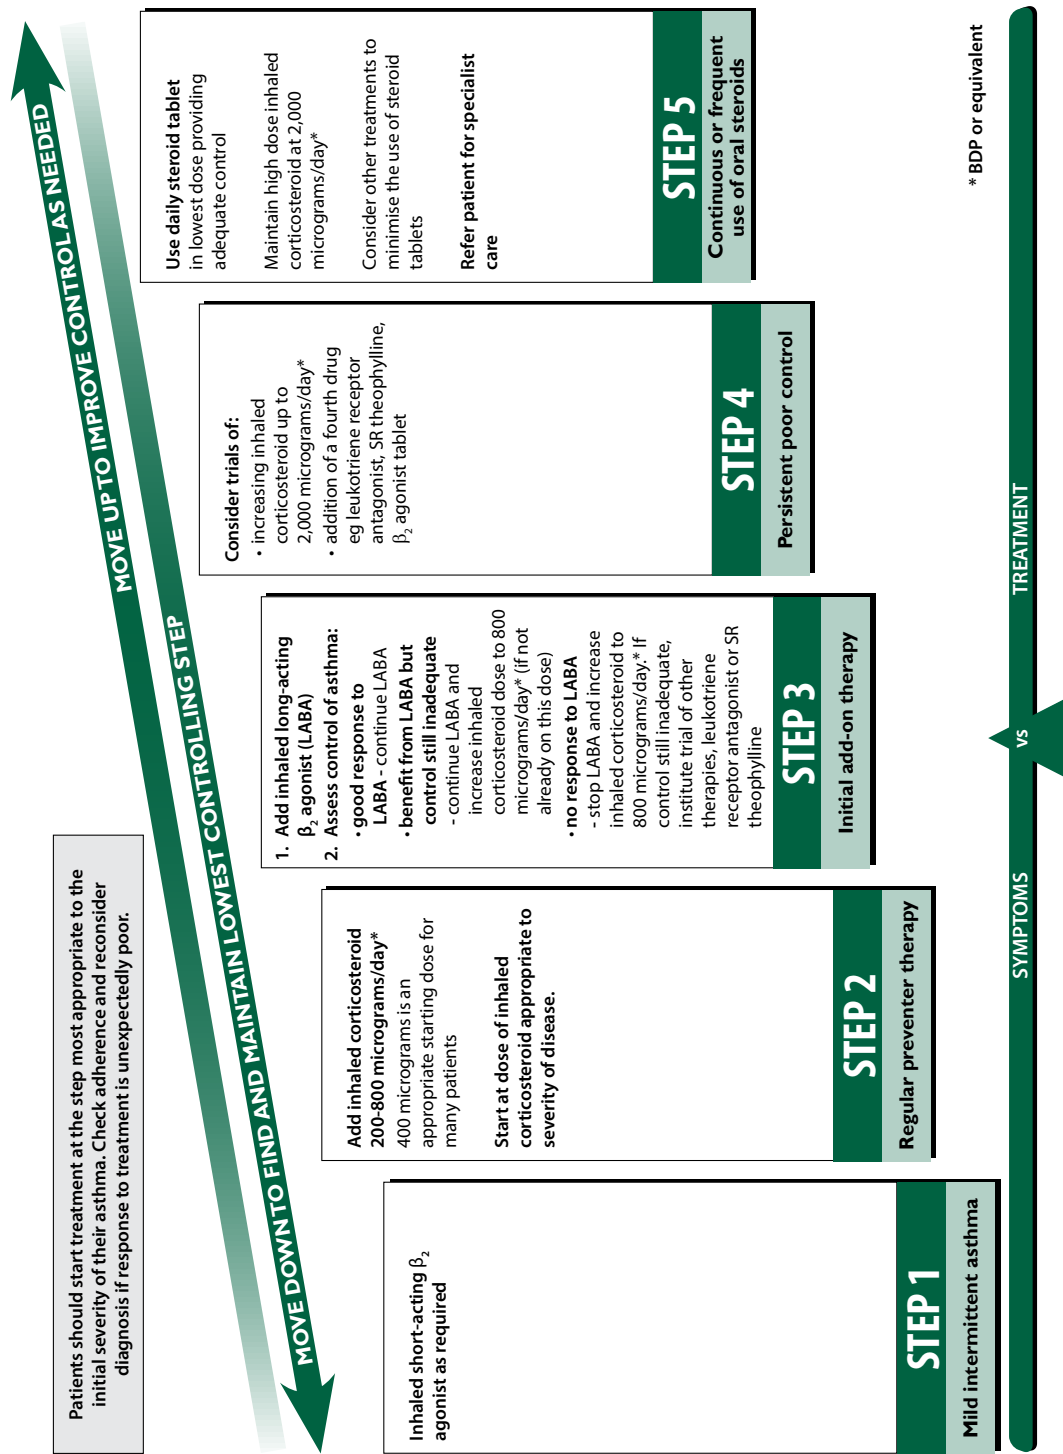 Patients should start treatment at the step most appropriate to the
initial severity of their asthma. Check adherence and reconsider
diagnosis if response to treatment is unexpectedly poor.
MOVE UP TO IMPROVE CONTROL AS NEEDED
MOVE DOWN TO FIND AND MAINTAIN LOWEST CONTROLLING STEP
Inhaled short-acting β₂
agonist as required
STEP 1
Mild intermittent asthma
Add inhaled corticosteroid
200-800 micrograms/day*
400 micrograms is an
appropriate starting dose for
many patients
Start at dose of inhaled
corticosteroid appropriate to
severity of disease.
STEP 2
Regular preventer therapy
1. Add inhaled long-acting
β₂ agonist (LABA)
2. Assess control of asthma:
• good response to
LABA - continue LABA
• benefit from LABA but
control still inadequate
- continue LABA and
increase inhaled
corticosteroid dose to 800
micrograms/day* (if not
already on this dose)
• no response to LABA
- stop LABA and increase
inhaled corticosteroid to
800 micrograms/day.* If
control still inadequate,
institute trial of other
therapies, leukotriene
receptor antagonist or SR
theophylline
STEP 3
Initial add-on therapy
Consider trials of:
• increasing inhaled
corticosteroid up to
2,000 micrograms/day*
• addition of a fourth drug
eg leukotriene receptor
antagonist, SR theophylline,
β₂ agonist tablet
STEP 4
Persistent poor control
Use daily steroid tablet
in lowest dose providing
adequate control
Maintain high dose inhaled
corticosteroid at 2,000
micrograms/day*
Consider other treatments to
minimise the use of steroid
tablets
Refer patient for specialist
care
STEP 5
Continuous or frequent
use of oral steroids
* BDP or equivalent
SYMPTOMS
vs
TREATMENT